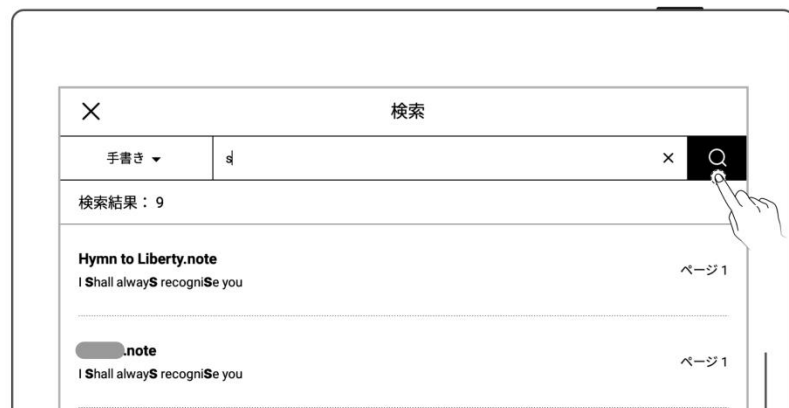 検索
手書き
s
検索結果： 9
Hymn to Liberty.note
I Shall alwayS recogniSe you
ページ 1
.note
I Shall alwayS recogniSe you
ページ 1